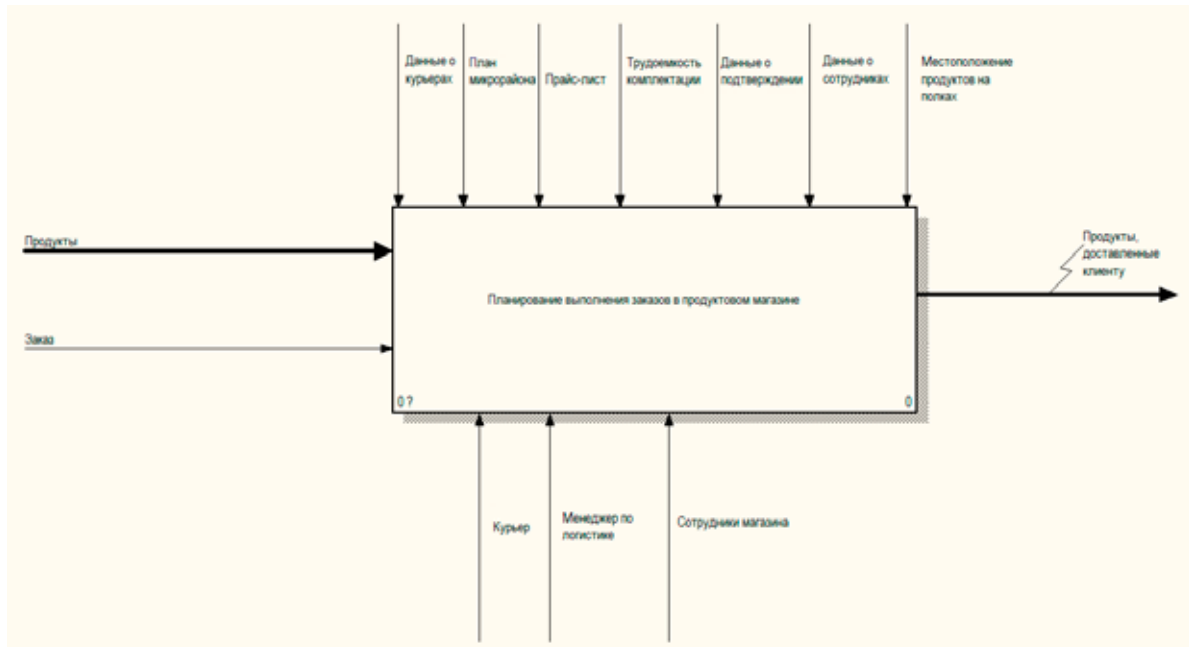 Данные о
курьерах
План
микрорайона
Прайс-лист
Трудоемкость
комплектации
Данные о
подтверждении
Данные о
сотрудниках
Местоположение
продуктов на
полках
Продукты
Заказ
Планирование выполнения заказов в продуктовом магазине
0 ?
0
Продукты,
доставленные
клиенту
Курьер
Менеджер по
логистике
Сотрудники магазина